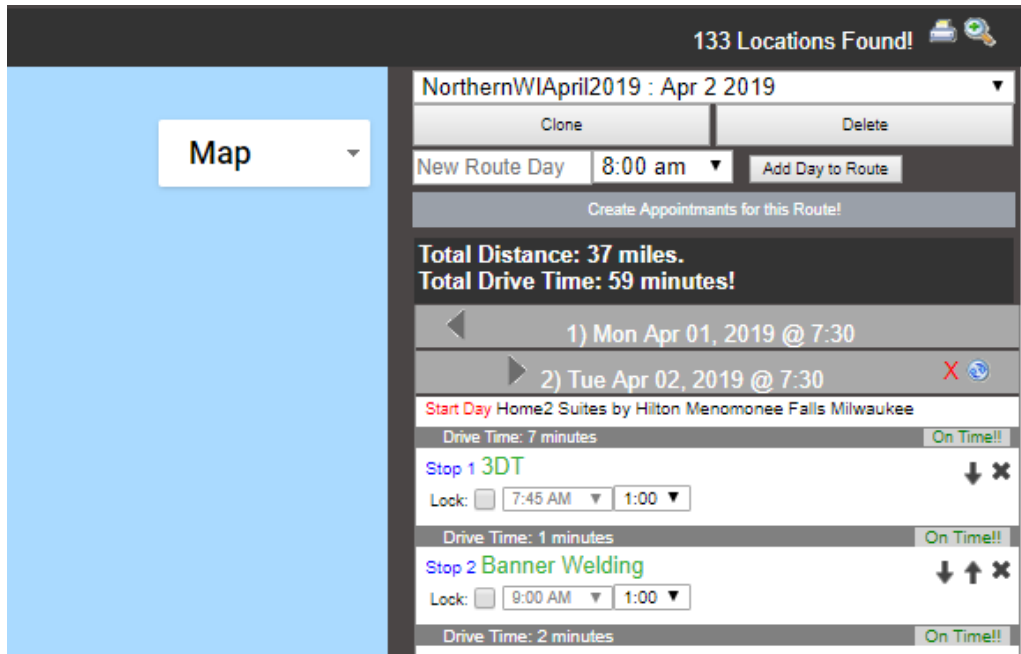 133 Locations Found!
Map
NorthernWIApril2019 : Apr 2 2019
Clone Delete
New Route Day 8:00 am Add Day to Route
Create Appointmants for this Route!
Total Distance: 37 miles.
Total Drive Time: 59 minutes!
1) Mon Apr 01, 2019 @ 7:30
2) Tue Apr 02, 2019 @ 7:30 X
Start Day Home2 Suites by Hilton Menomonee Falls Milwaukee
Drive Time: 7 minutes On Time!!
Stop 1 3DT
Lock: 7:45 AM 1:00
Drive Time: 1 minutes On Time!!
Stop 2 Banner Welding
Lock: 9:00 AM 1:00
Drive Time: 2 minutes On Time!!